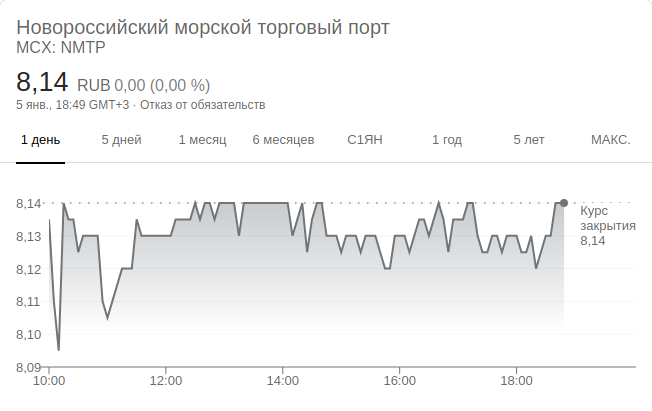 Новороссийский морской торговый порт
MCX: NMTP
8,14 RUB 0,00 (0,00 %)
5 янв., 18:49 GMT+3 · Отказ от обязательств
1 день 5 дней 1 месяц 6 месяцев С1ЯН 1 год 5 лет МАКС.
8,14
Курс
закрытия
8,14
8,13
8,12
8,11
8,10
8,09
10:00 12:00 14:00 16:00 18:00